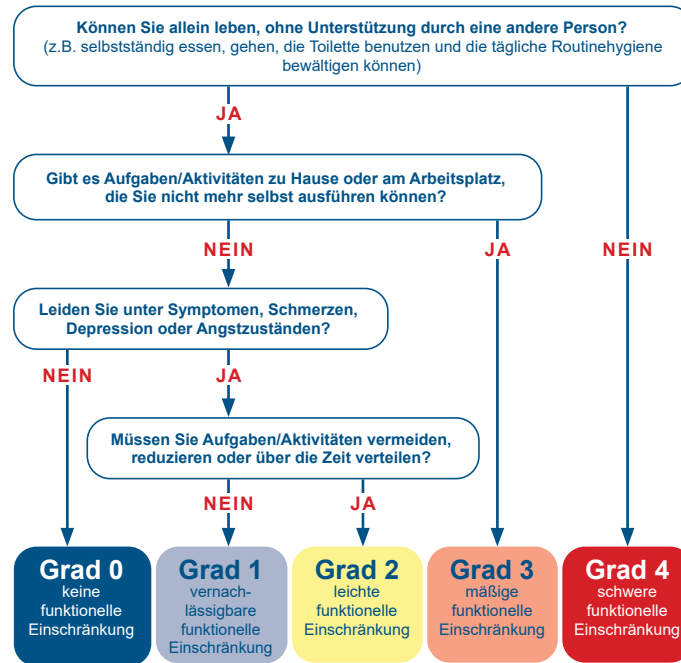 Können Sie allein leben, ohne Unterstützung durch eine andere Person?
(z.B. selbstständig essen, gehen, die Toilette benutzen und die tägliche Routinehygiene
bewältigen können)
JA
Gibt es Aufgaben/Aktivitäten zu Hause oder am Arbeitsplatz,
die Sie nicht mehr selbst ausführen können?
NEIN
JA
NEIN
Leiden Sie unter Symptomen, Schmerzen,
Depression oder Angstzuständen?
NEIN
JA
Müssen Sie Aufgaben/Aktivitäten vermeiden,
reduzieren oder über die Zeit verteilen?
NEIN
JA
Grad 0
keine
funktionelle
Einschränkung
Grad 1
vernach-
lässigbare
funktionelle
Einschränkung
Grad 2
leichte
funktionelle
Einschränkung
Grad 3
mäßige
funktionelle
Einschränkung
Grad 4
schwere
funktionelle
Einschränkung